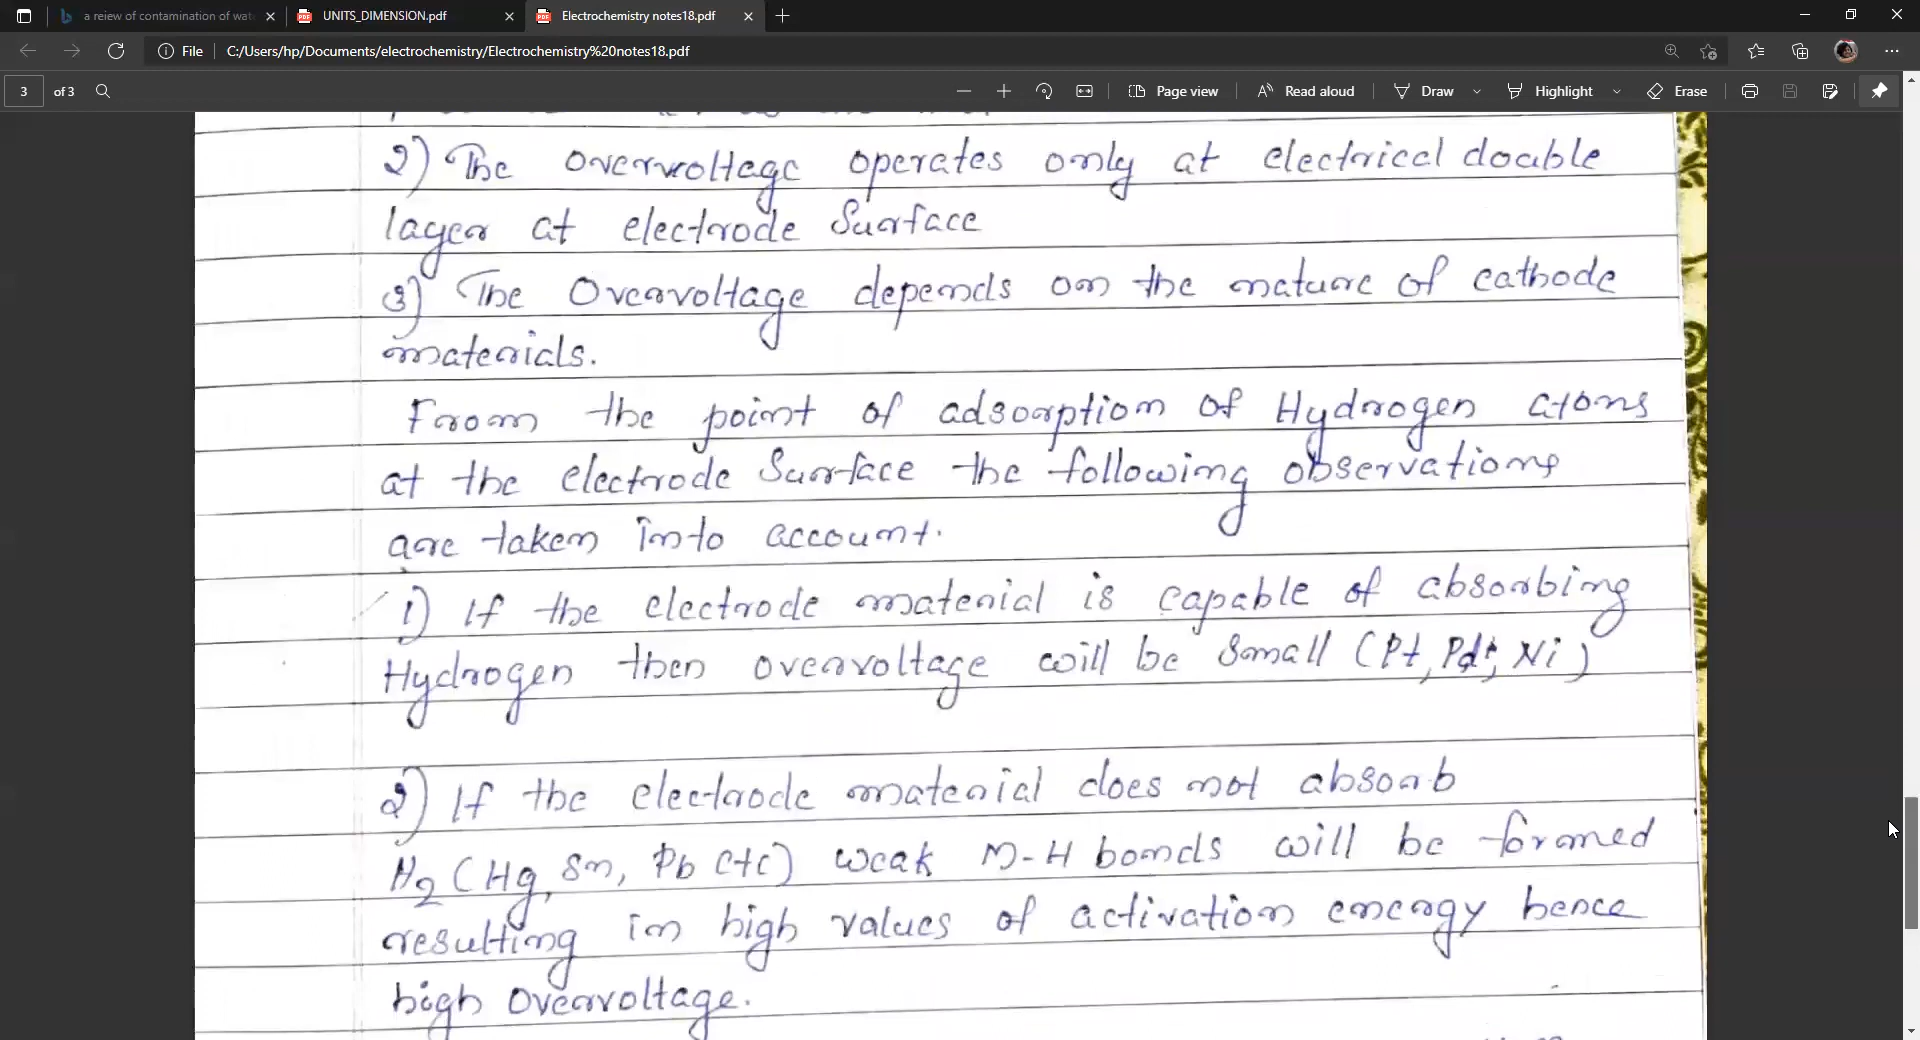 a reiew of contamination of wat
UNITS_DIMENSION.pdf
Electrochemistry notes18.pdf
File
C:/Users/hp/Documents/electrochemistry/Electrochemistry%20notes18.pdf
3 of 3
Page view
Read aloud
Draw
Highlight
Erase
2) The overvoltage operates only at electrical double
layer at electrode Surface
3) The Overvoltage depends on the nature of cathode
materials.
From the point of adsorption of Hydrogen atoms
at the electrode Surface the following observations
are taken into account.
1) If the electrode material is capable of absorbing
Hydrogen then overvoltage will be small (Pt, Pd, Ni)
2) If the electrode material does not absorb
H2 (Hg, Sn, Pb etc) weak M-H bonds will be formed
resulting in high values of activation energy hence
high Overvoltage.